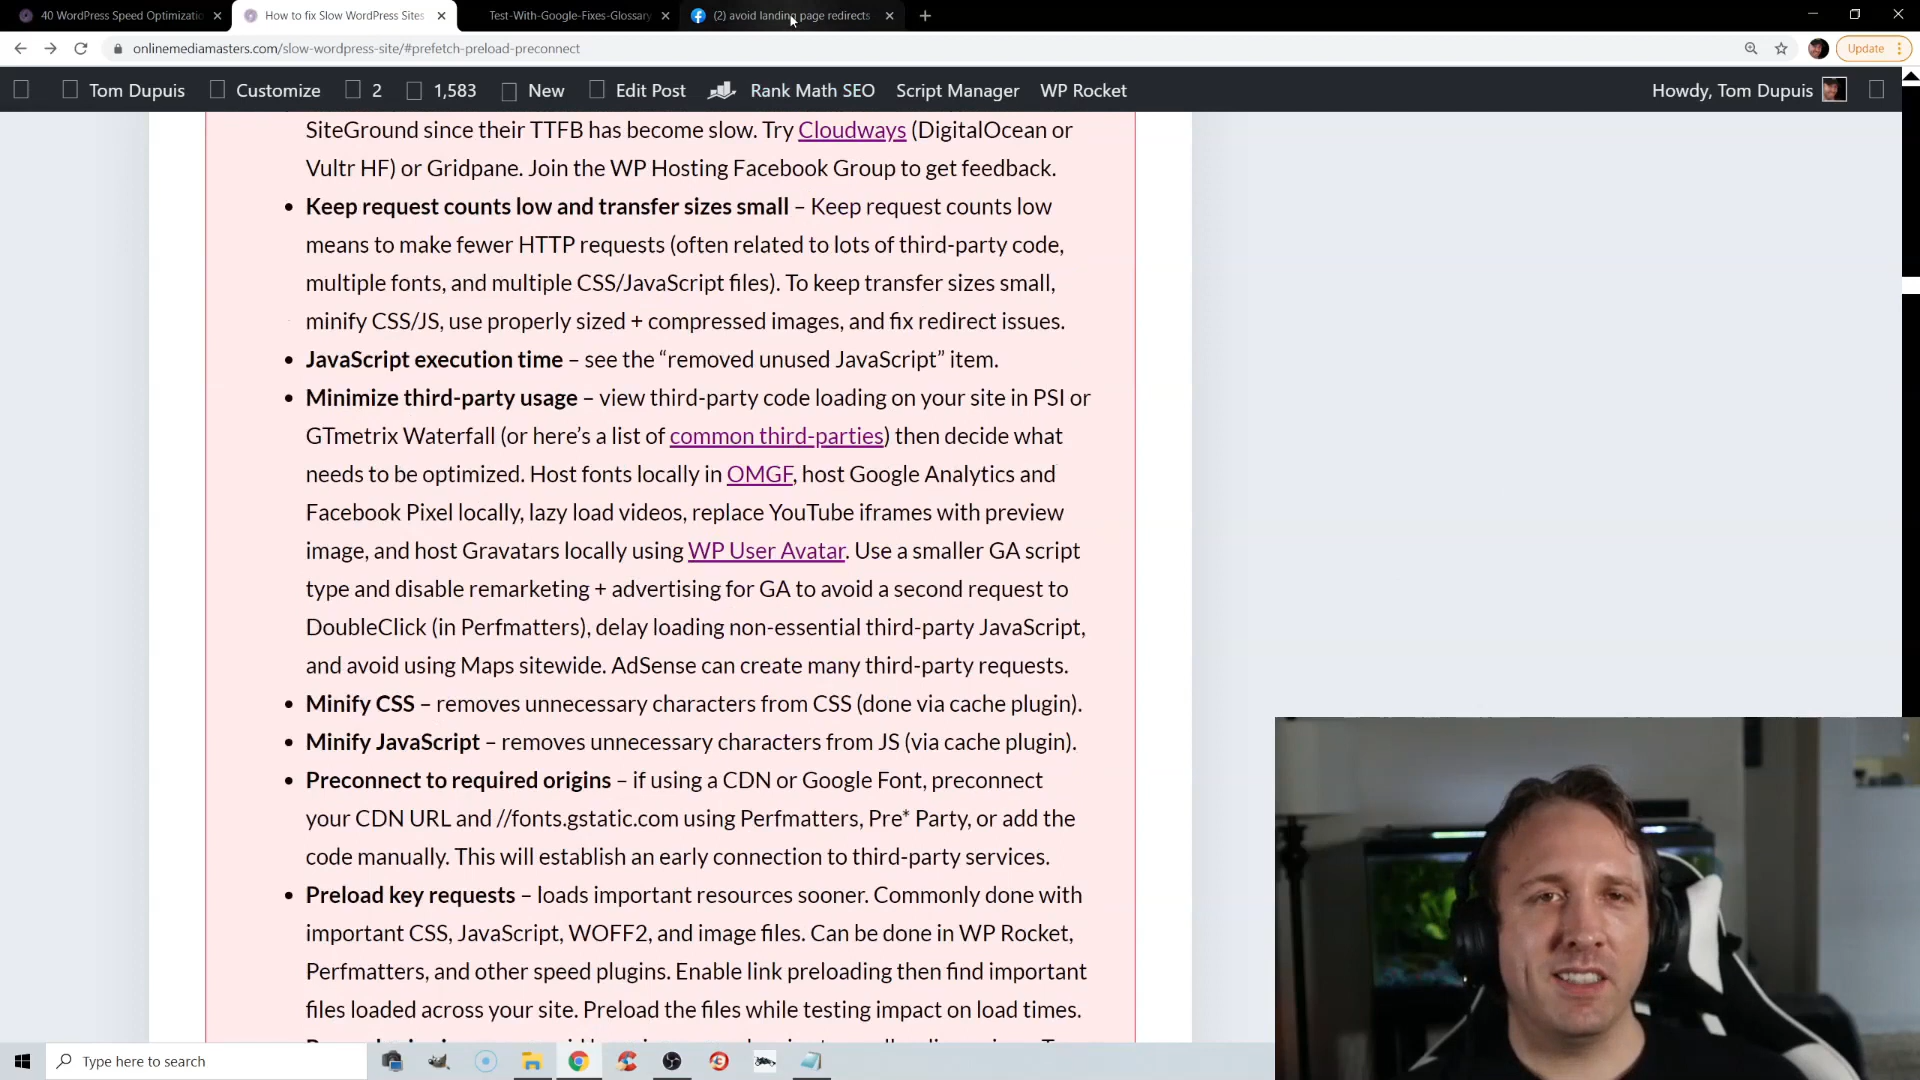 40 WordPress Speed Optimizatio
How to fix Slow WordPress Sites
Test-With-Google-Fixes-Glossary
(2) avoid landing page redirects
onlinemediamasters.com/slow-wordpress-site/#prefetch-preload-preconnect
Update
Tom Dupuis
Customize
2
1,583
New
Edit Post
Rank Math SEO
Script Manager
WP Rocket
Howdy, Tom Dupuis
SiteGround since their TTFB has become slow. Try Cloudways (DigitalOcean or
Vultr HF) or Gridpane. Join the WP Hosting Facebook Group to get feedback.
• Keep request counts low and transfer sizes small – Keep request counts low
means to make fewer HTTP requests (often related to lots of third-party code,
multiple fonts, and multiple CSS/JavaScript files). To keep transfer sizes small,
minify CSS/JS, use properly sized + compressed images, and fix redirect issues.
• JavaScript execution time – see the “removed unused JavaScript” item.
• Minimize third-party usage – view third-party code loading on your site in PSI or
GTmetrix Waterfall (or here’s a list of common third-parties) then decide what
needs to be optimized. Host fonts locally in OMGF, host Google Analytics and
Facebook Pixel locally, lazy load videos, replace YouTube iframes with preview
image, and host Gravatars locally using WP User Avatar. Use a smaller GA script
type and disable remarketing + advertising for GA to avoid a second request to
DoubleClick (in Perfmatters), delay loading non-essential third-party JavaScript,
and avoid using Maps sitewide. AdSense can create many third-party requests.
• Minify CSS – removes unnecessary characters from CSS (done via cache plugin).
• Minify JavaScript – removes unnecessary characters from JS (via cache plugin).
• Preconnect to required origins – if using a CDN or Google Font, preconnect
your CDN URL and //fonts.gstatic.com using Perfmatters, Pre* Party, or add the
code manually. This will establish an early connection to third-party services.
• Preload key requests – loads important resources sooner. Commonly done with
important CSS, JavaScript, WOFF2, and image files. Can be done in WP Rocket,
Perfmatters, and other speed plugins. Enable link preloading then find important
files loaded across your site. Preload the files while testing impact on load times.
Type here to search